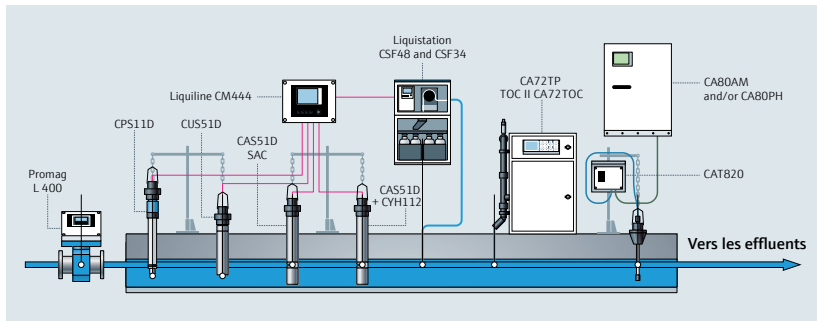 Liquistation
CSF48 and CSF34
Liquiline CM444
CA72TP
TOC II CA72TOC
CA80AM
and/or CA80PH
CPS11D
CUS51D
CAS51D
SAC
Promag
L 400
CAS51D
+ CYH112
CAT820
Vers les effluents